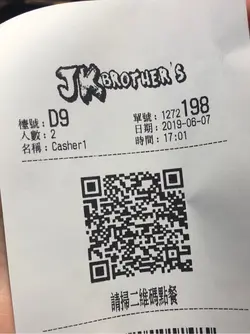 JK BROTHER'S
檯號: D9
單號: 1272198
人數: 2
日期: 2019-06-07
名稱: Casher1
時間: 17:01
請掃二維碼點餐